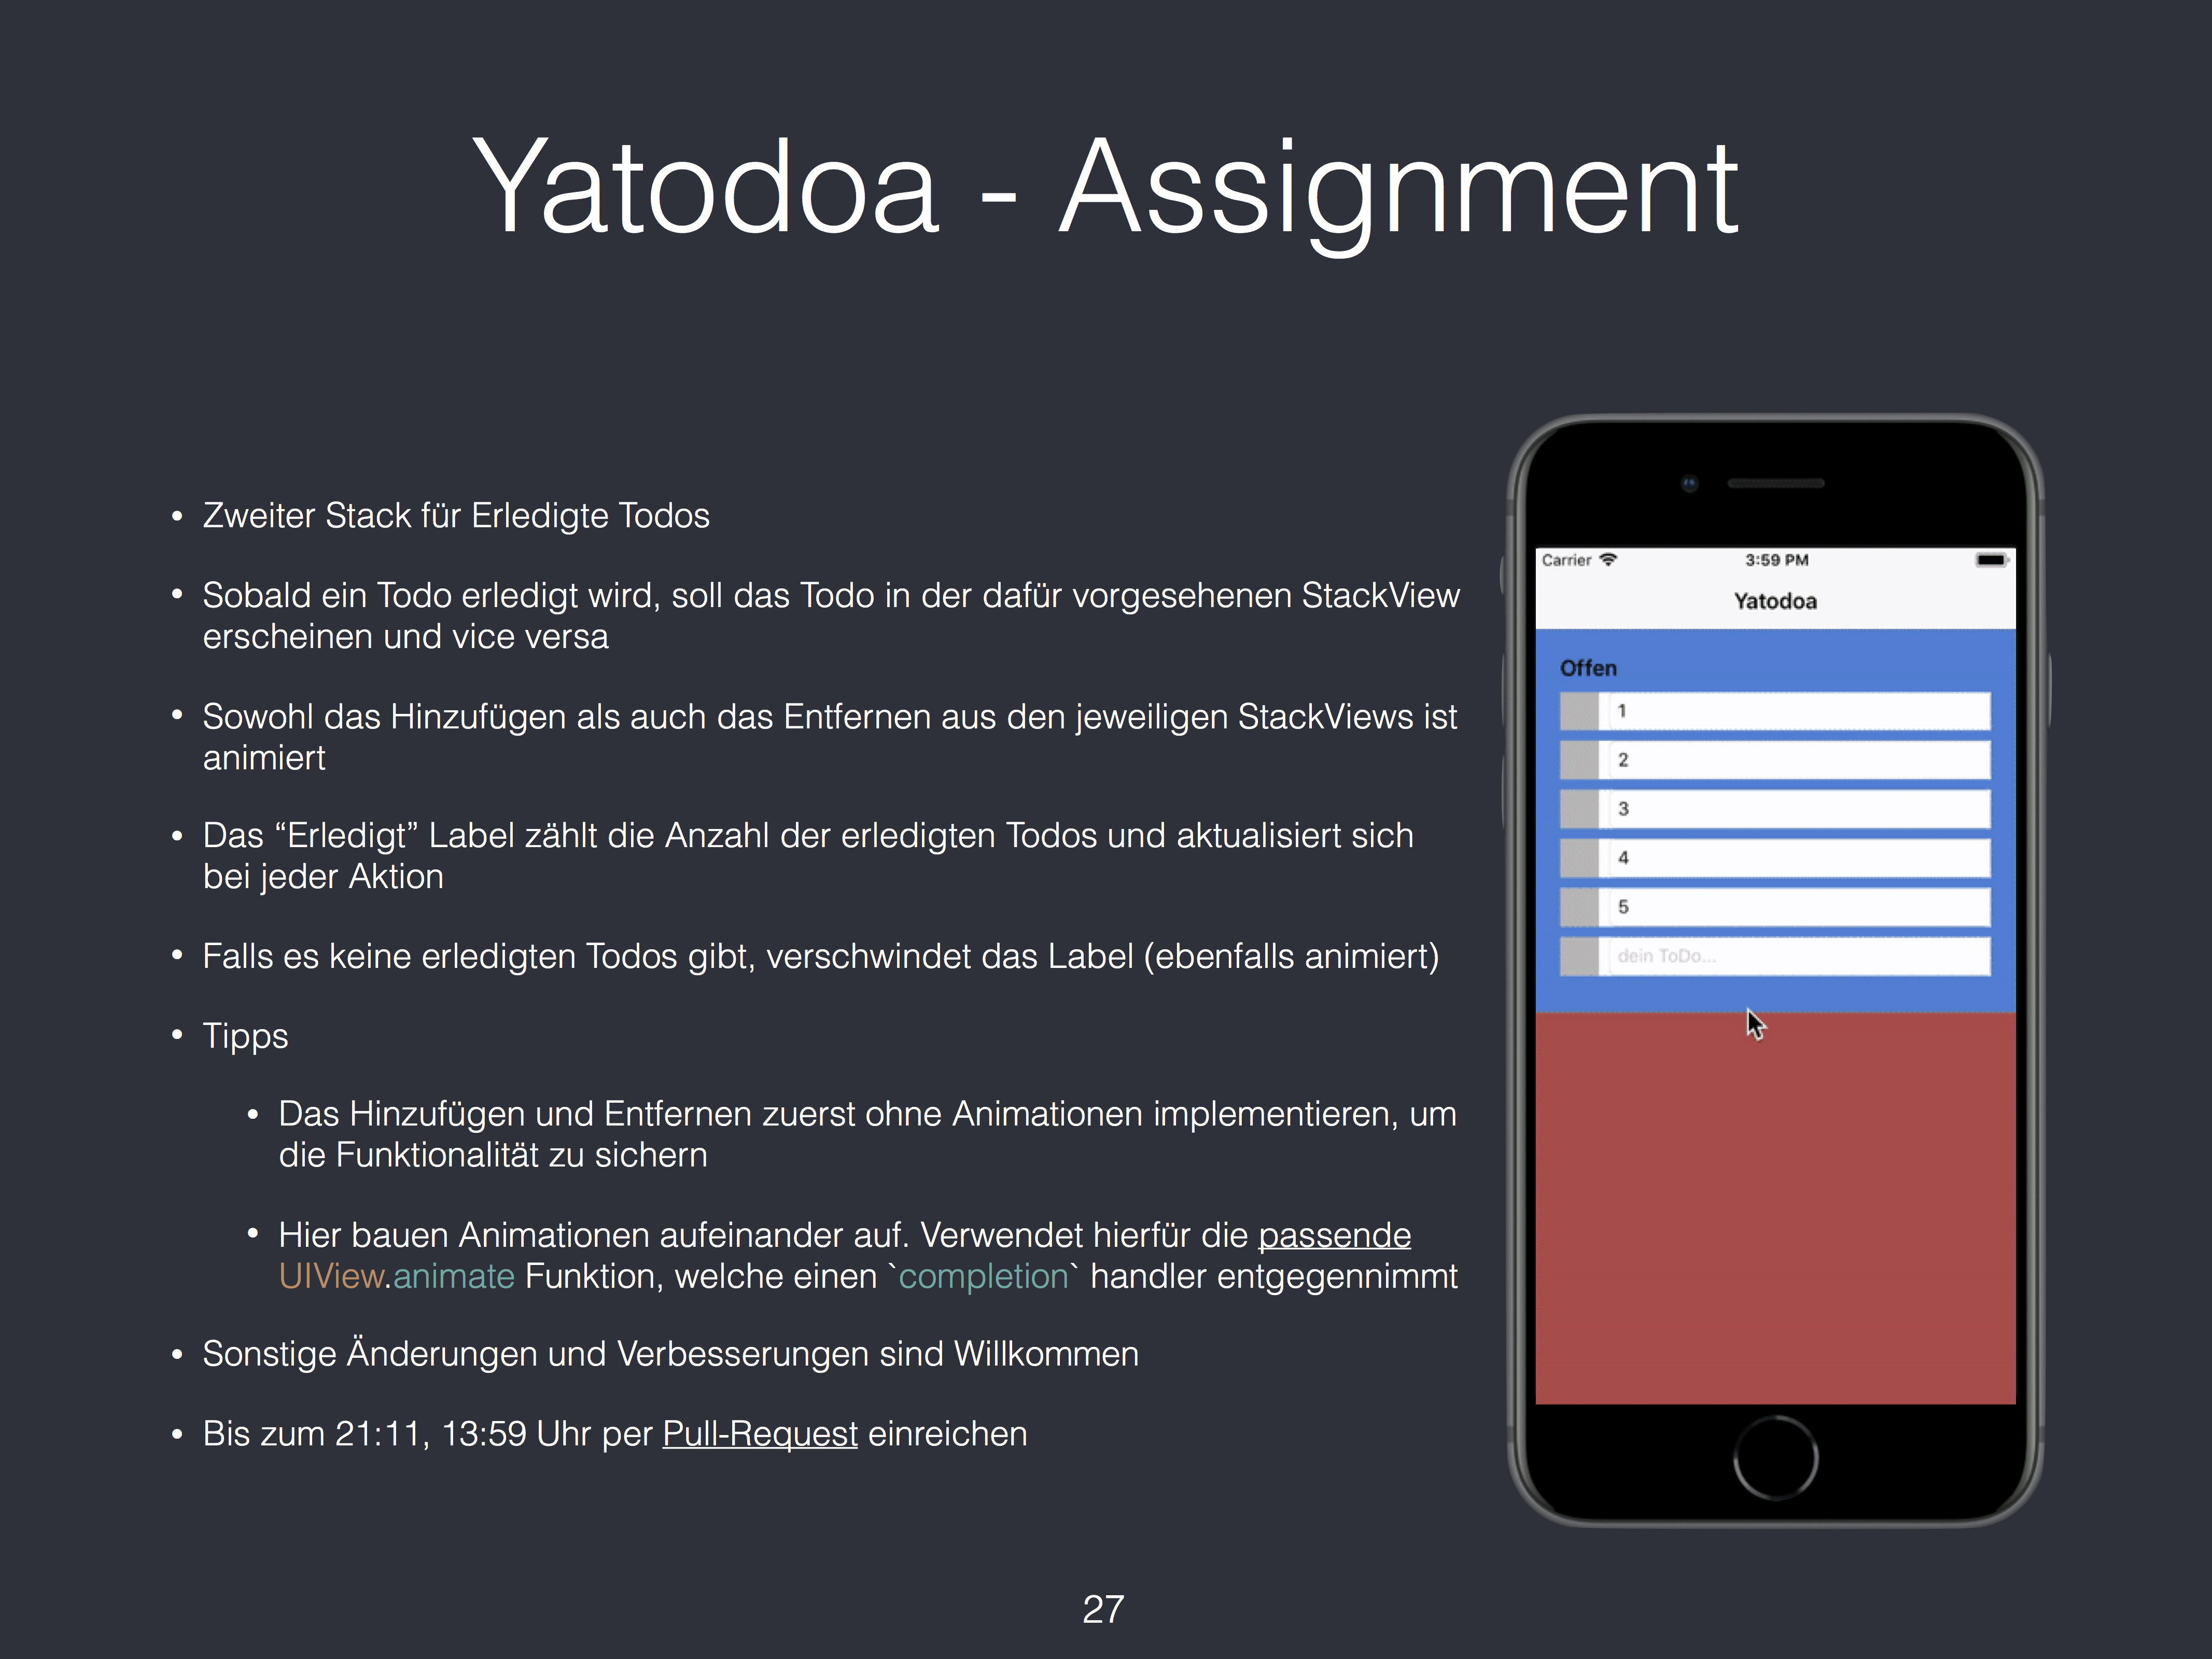 Yatodoa - Assignment
• Zweiter Stack für Erledigte Todos
• Sobald ein Todo erledigt wird, soll das Todo in der dafür vorgesehenen StackView
erscheinen und vice versa
• Sowohl das Hinzufügen als auch das Entfernen aus den jeweiligen StackViews ist
animiert
• Das “Erledigt” Label zählt die Anzahl der erledigten Todos und aktualisiert sich
bei jeder Aktion
• Falls es keine erledigten Todos gibt, verschwindet das Label (ebenfalls animiert)
• Tipps
• Das Hinzufügen und Entfernen zuerst ohne Animationen implementieren, um
die Funktionalität zu sichern
• Hier bauen Animationen aufeinander auf. Verwendet hierfür die passende
UIView.animate Funktion, welche einen `completion` handler entgegennimmt
• Sonstige Änderungen und Verbesserungen sind Willkommen
• Bis zum 21:11, 13:59 Uhr per Pull-Request einreichen
Carrier 3:59 PM
Yatodoa
Offen
1
2
3
4
5
dein ToDo...
27